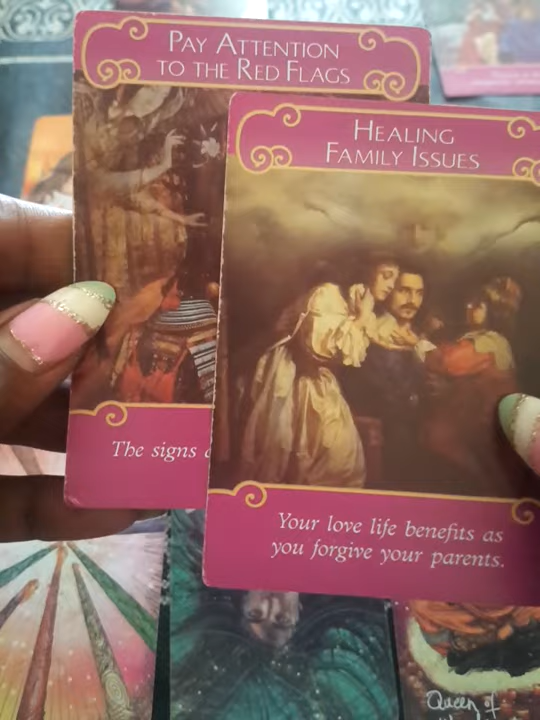 Pay Attention
to the Red Flags
Healing
Family Issues
The signs
Your love life benefits as
you forgive your parents.
Queen of